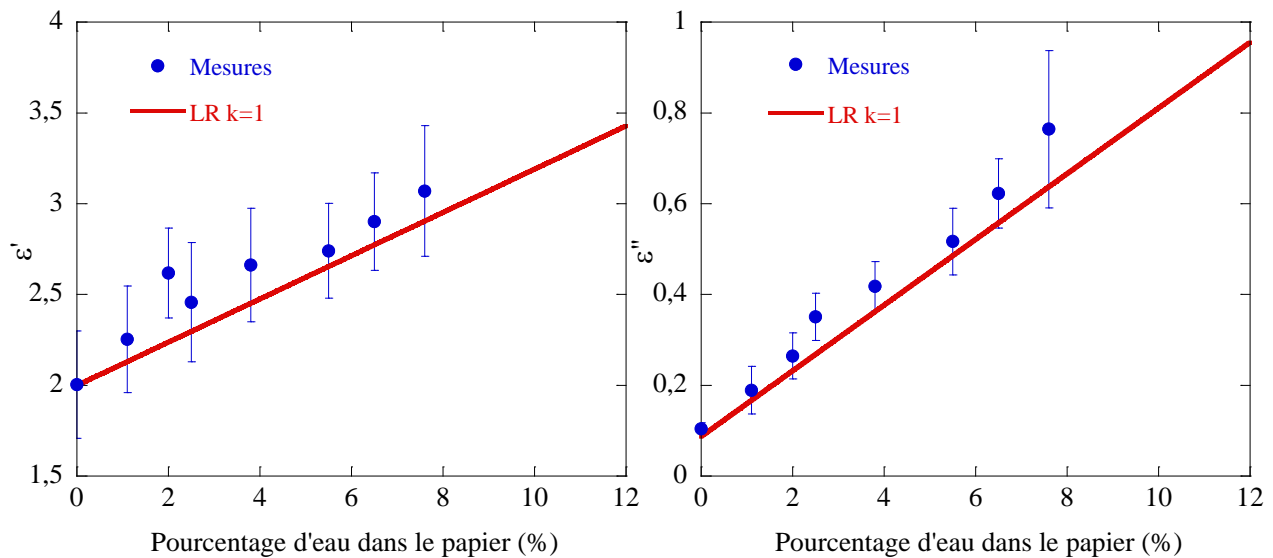 Mesures
LR k=1
3,5
3
2,5
2
1,5
ε'
0 2 4 6 8 10 12
Pourcentage d'eau dans le papier (%)
Mesures
LR k=1
1
0,8
0,6
0,4
0,2
0
ε"
0 2 4 6 8 10 12
Pourcentage d'eau dans le papier (%)